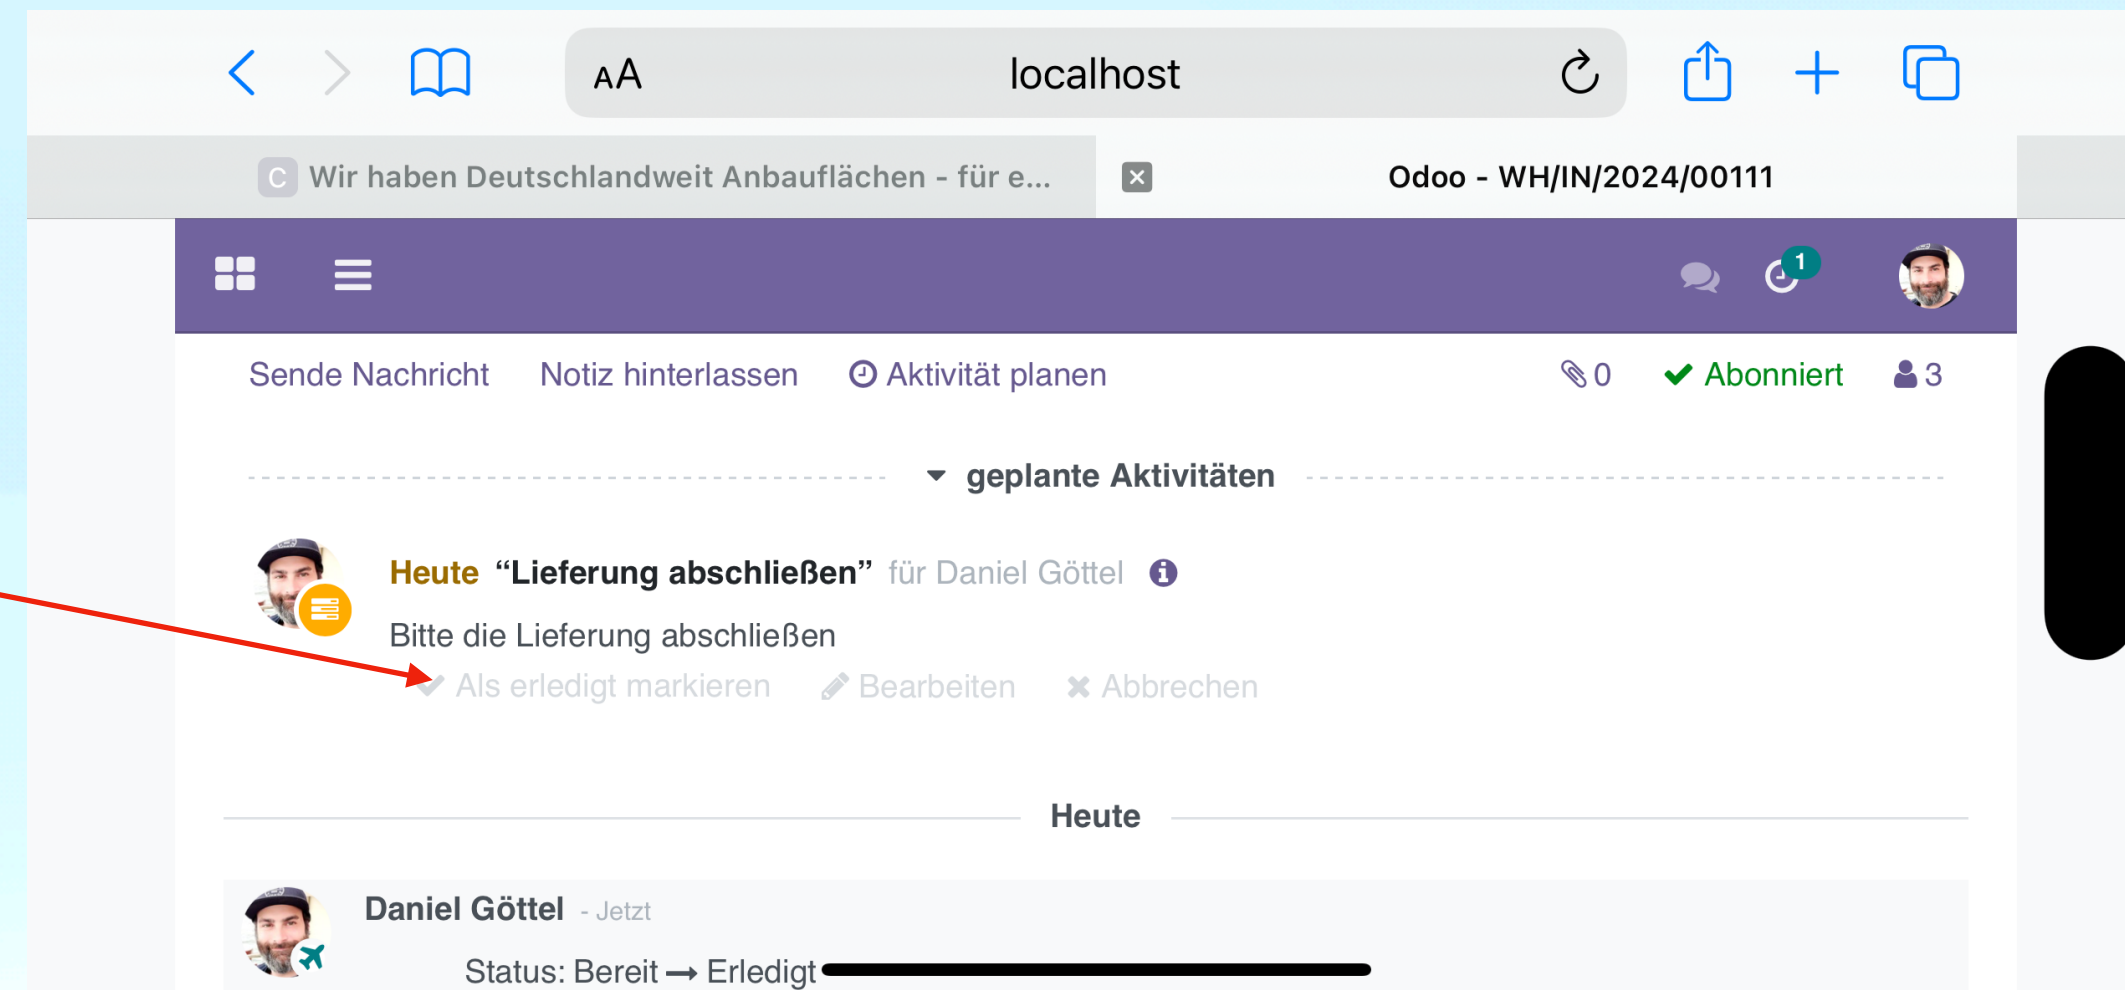 AA localhost
C Wir haben Deutschlandweit Anbauflächen - für e...
Odoo - WH/IN/2024/00111
1
Sende Nachricht Notiz hinterlassen Aktivität planen 0 Abonniert 3
geplante Aktivitäten
Heute “Lieferung abschließen” für Daniel Göttel
Bitte die Lieferung abschließen
Als erledigt markieren Bearbeiten Abbrechen
Heute
Daniel Göttel - Jetzt
Status: Bereit → Erledigt